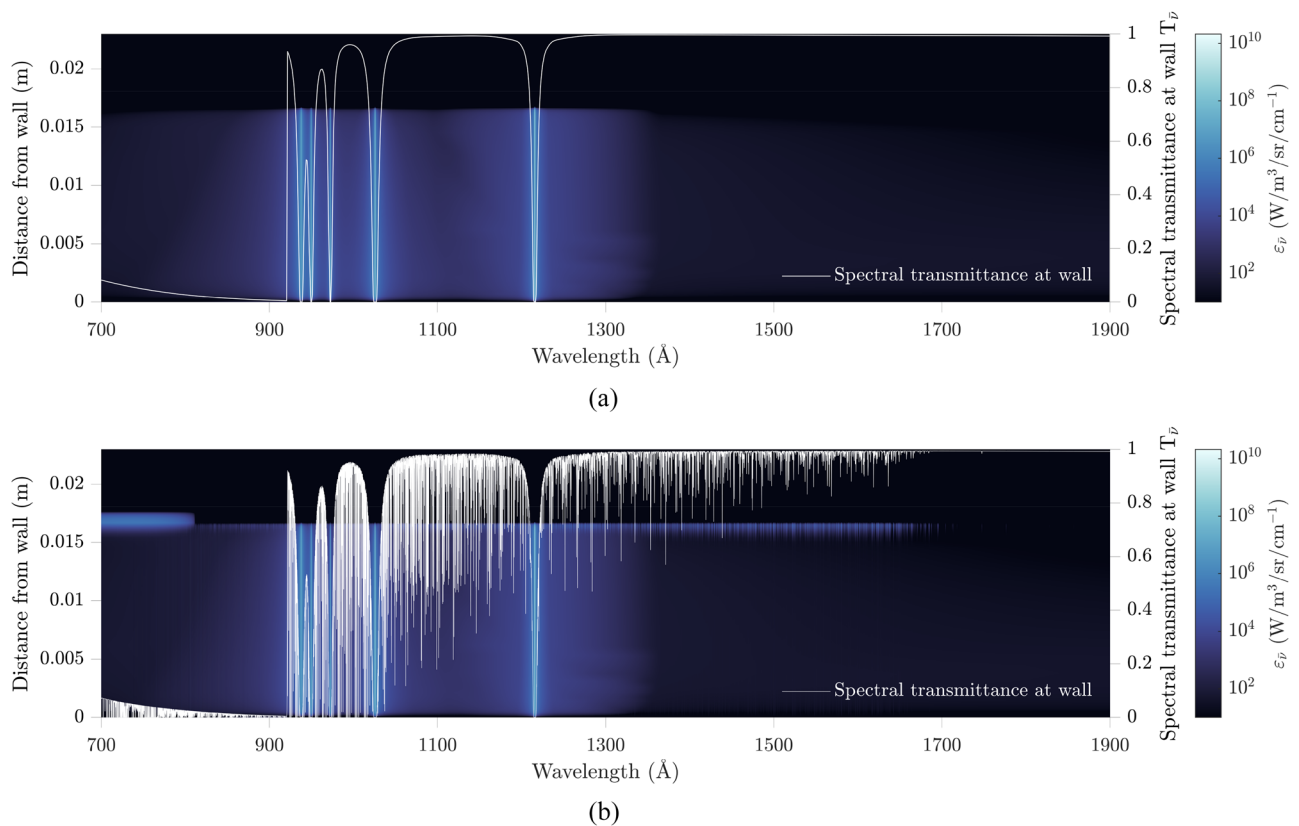 (a)
Distance from wall (m)
0.02
0.015
0.01
0.005
0
700 900 1100 1300 1500 1700 1900
Wavelength (Å)
Spectral transmittance at wall
1
0.8
0.6
0.4
0.2
0
Spectral transmittance at wall T_ν̄
10^10
10^8
10^6
10^4
10^2
ε_ν̄ (W/m³/sr/cm⁻¹)
(a)
Distance from wall (m)
0.02
0.015
0.01
0.005
0
700 900 1100 1300 1500 1700 1900
Wavelength (Å)
Spectral transmittance at wall
1
0.8
0.6
0.4
0.2
0
Spectral transmittance at wall T_ν̄
10^10
10^8
10^6
10^4
10^2
ε_ν̄ (W/m³/sr/cm⁻¹)
(b)